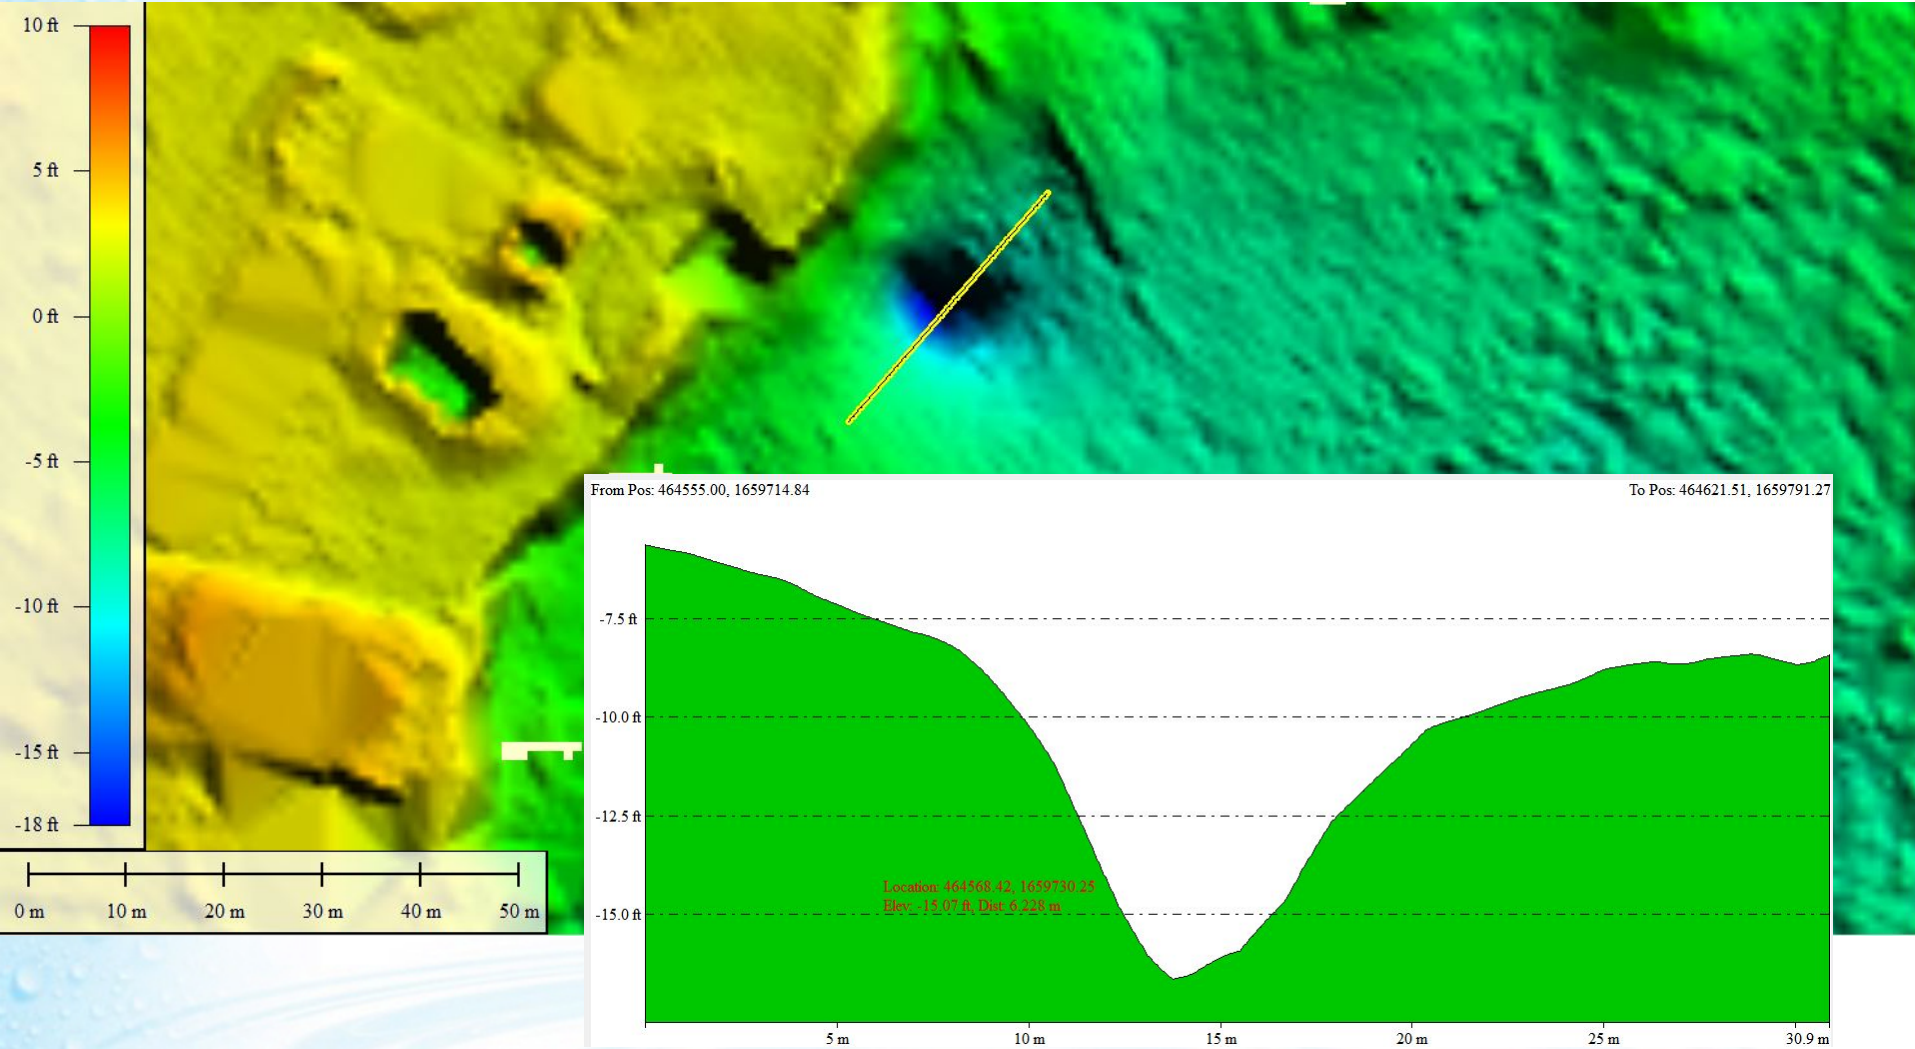 10 ft
5 ft
0 ft
-5 ft
-10 ft
-15 ft
-18 ft
0 m 10 m 20 m 30 m 40 m 50 m
From Pos: 464555.00, 1659714.84 To Pos: 464621.51, 1659791.27
-7.5 ft
-10.0 ft
-12.5 ft
Location: 464568.42, 1659730.25
Elev: -15.07 ft, Dist: 6.228 m
-15.0 ft
5 m 10 m 15 m 20 m 25 m 30.9 m